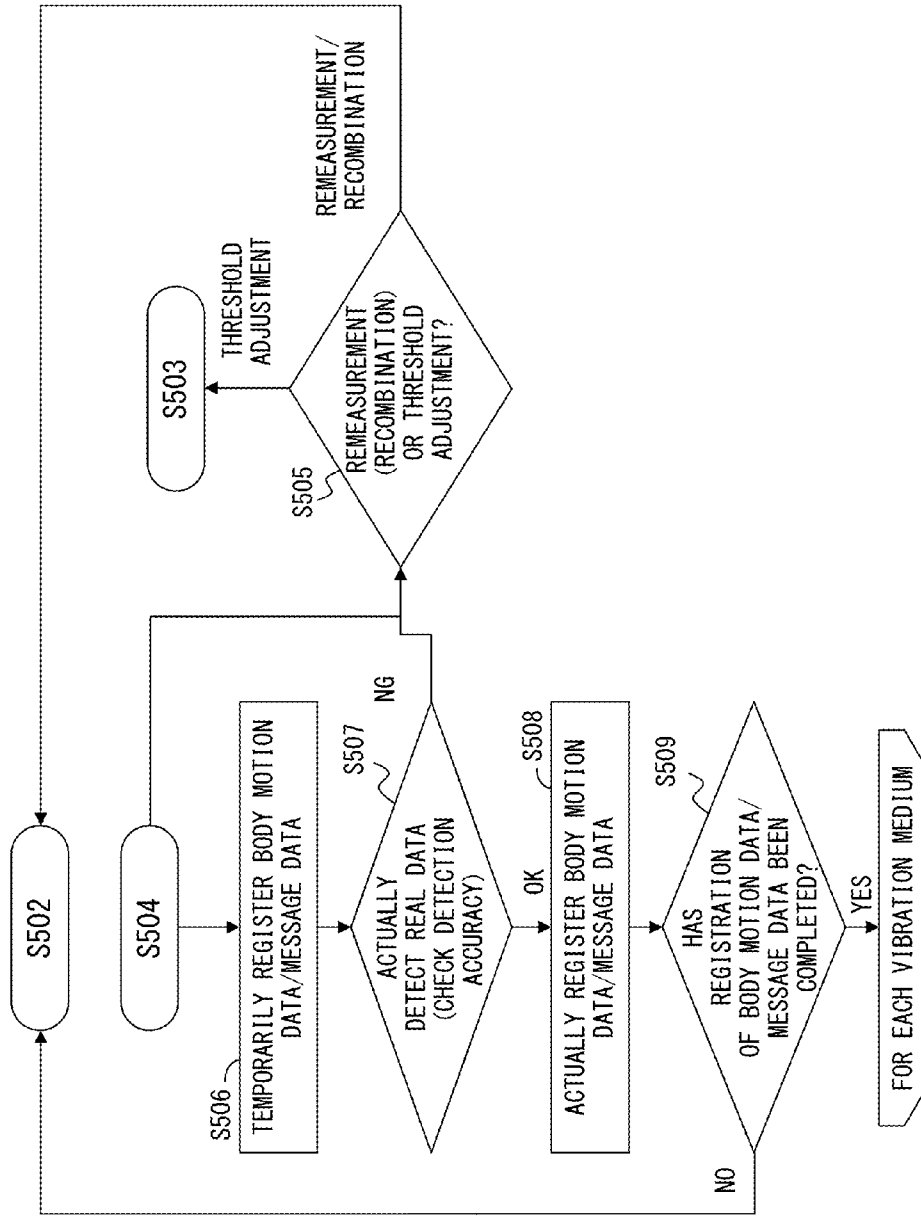 S502
S504
S506
TEMPORARILY REGISTER BODY MOTION
DATA/MESSAGE DATA
S507
ACTUALLY
DETECT REAL DATA
(CHECK DETECTION
ACCURACY)
NG
OK
S508
ACTUALLY REGISTER BODY MOTION
DATA/MESSAGE DATA
S509
HAS
REGISTRATION
OF BODY MOTION DATA/
MESSAGE DATA BEEN
COMPLETED?
NO
YES
FOR EACH VIBRATION MEDIUM
S503
THRESHOLD
ADJUSTMENT
S505
REMEASUREMENT
(RECOMBINATION)
OR THRESHOLD
ADJUSTMENT?
REMEASUREMENT/
RECOMBINATION